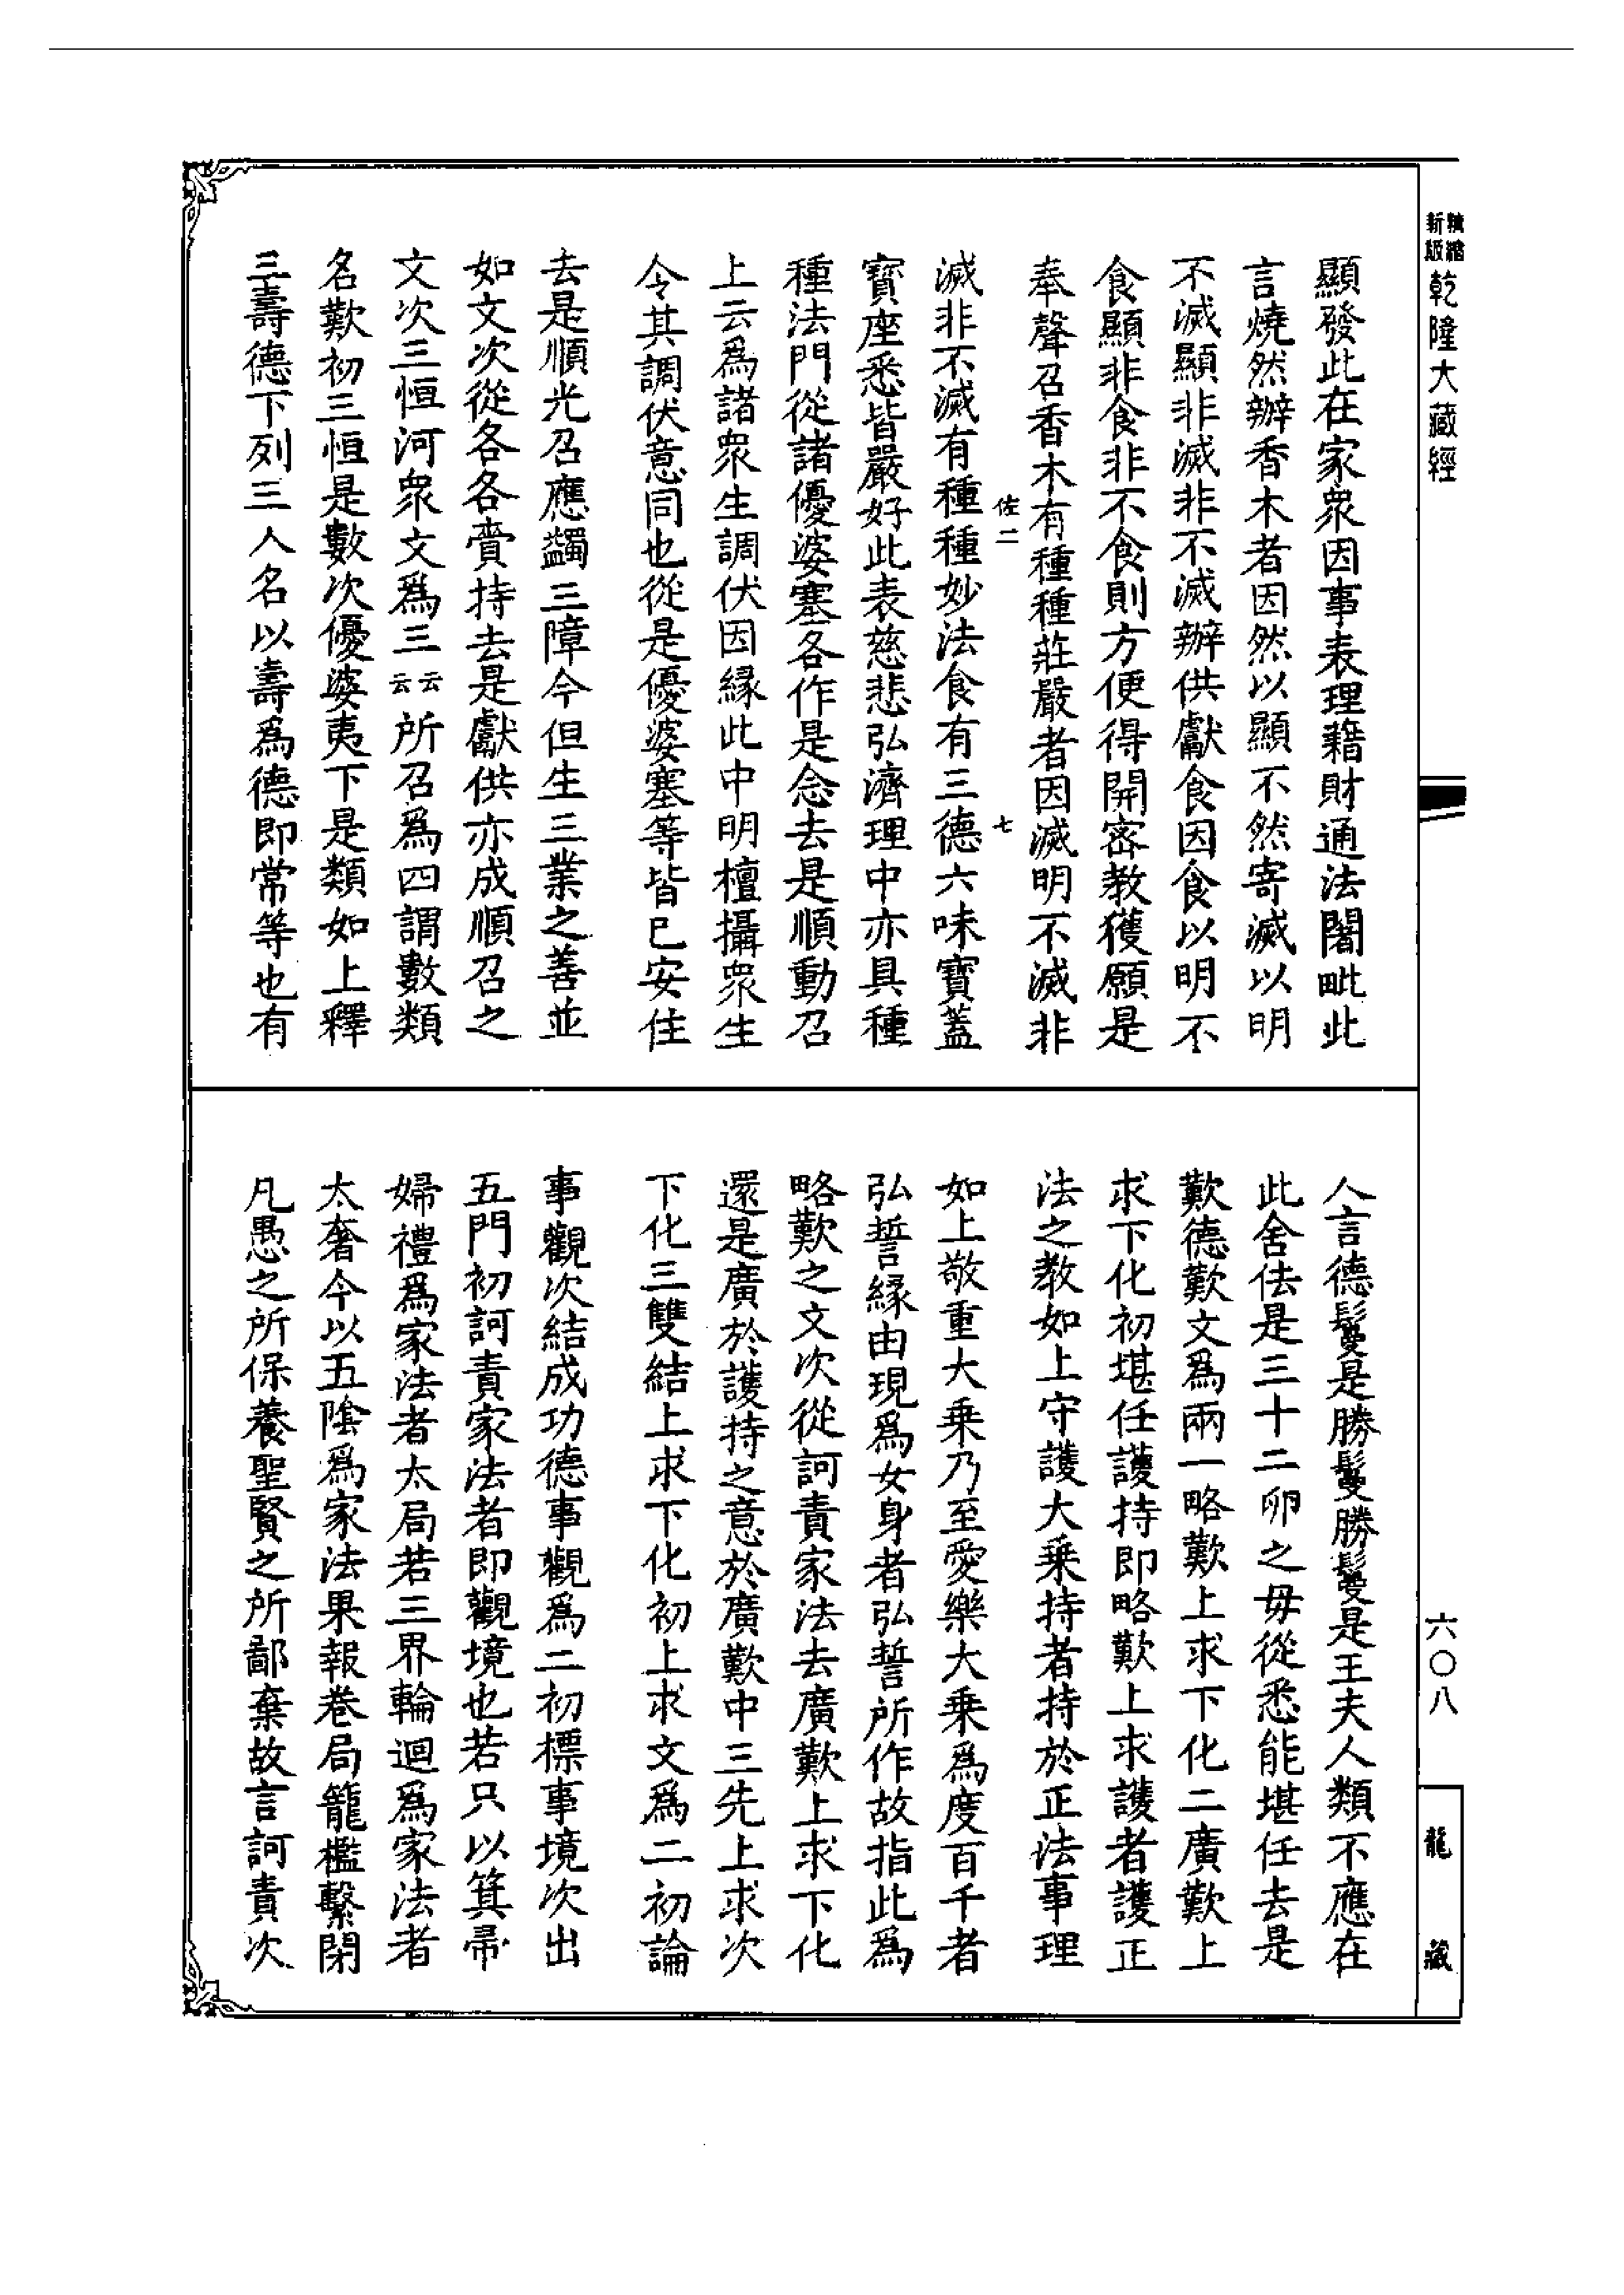 精縮新版乾隆大藏經
顯發此在家衆因事表理藉財通法闍毗此
言燒然辦香木者因然以顯不然寄滅以明
不滅顯非滅非不滅辦供獻食因食以明不
食顯非食非不食則方便得開密教獲願是
奉聲召香木有種種莊嚴者因滅明不滅非
佐二 七
滅非不滅有種種妙法食有三德六味寶蓋
寳座悉皆嚴好此表慈悲弘濟理中亦具種
種法門從諸優婆塞各作是念去是順動召
上云爲諸衆生調伏因緣此中明檀攝衆生
令其調伏意同也從是優婆塞等皆已安住
去是順光召應蠲三障今但生三業之善並
如文次從各各賷持去是獻供亦成順召之
文次三恒河衆文爲三云云所召爲四謂數類
名歎初三恒是數次優婆夷下是類如上釋
三壽德下列三人名以壽爲德即常等也有
人言德鬘是勝鬘勝鬘是王夫人類不應在
此舍佉是三十二卵之毋從悉能堪任去是
歎德歎文爲兩一略歎上求下化二廣歎上
求下化初堪任護持即略歎上求護者護正
法之教如上守護大乗持者持於正法事理
如上敬重大乗乃至愛樂大乗爲度百千者
弘誓緣由現爲女身者弘誓所作故指此爲
略歎之文次從訶責家法去廣歎上求下化
還是廣於護持之意於廣歎中三先上求次
下化三雙結上求下化初上求文爲二初論
事觀次結成功德事觀爲二初標事境次出
五門初訶責家法者即觀境也若只以箕帚
婦禮爲家法者太局若三界輪迴爲家法者
太奢今以五陰爲家法果報巻局籠檻繫閉
凡愚之所保養聖賢之所鄙棄故言訶責次
六〇八
龍藏